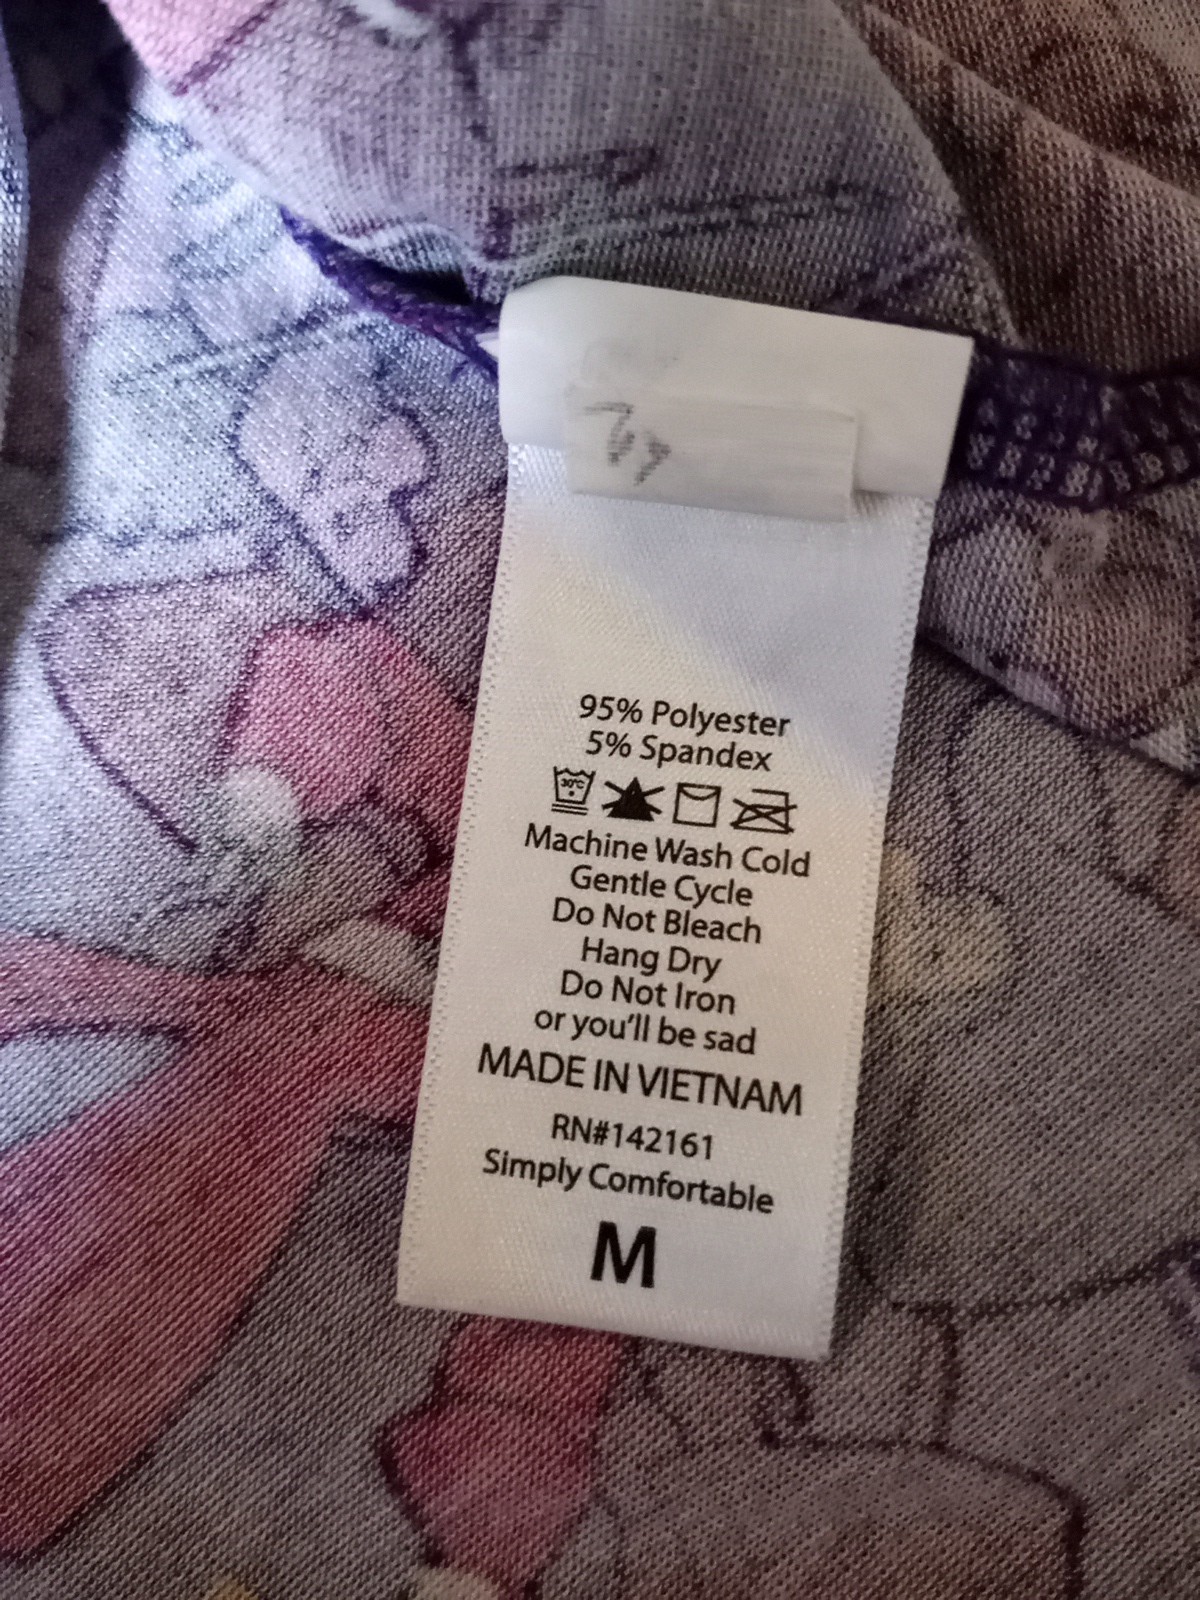 95% Polyester
5% Spandex
30°C
Machine Wash Cold
Gentle Cycle
Do Not Bleach
Hang Dry
Do Not Iron
or you'll be sad
MADE IN VIETNAM
RN#142161
Simply Comfortable
M